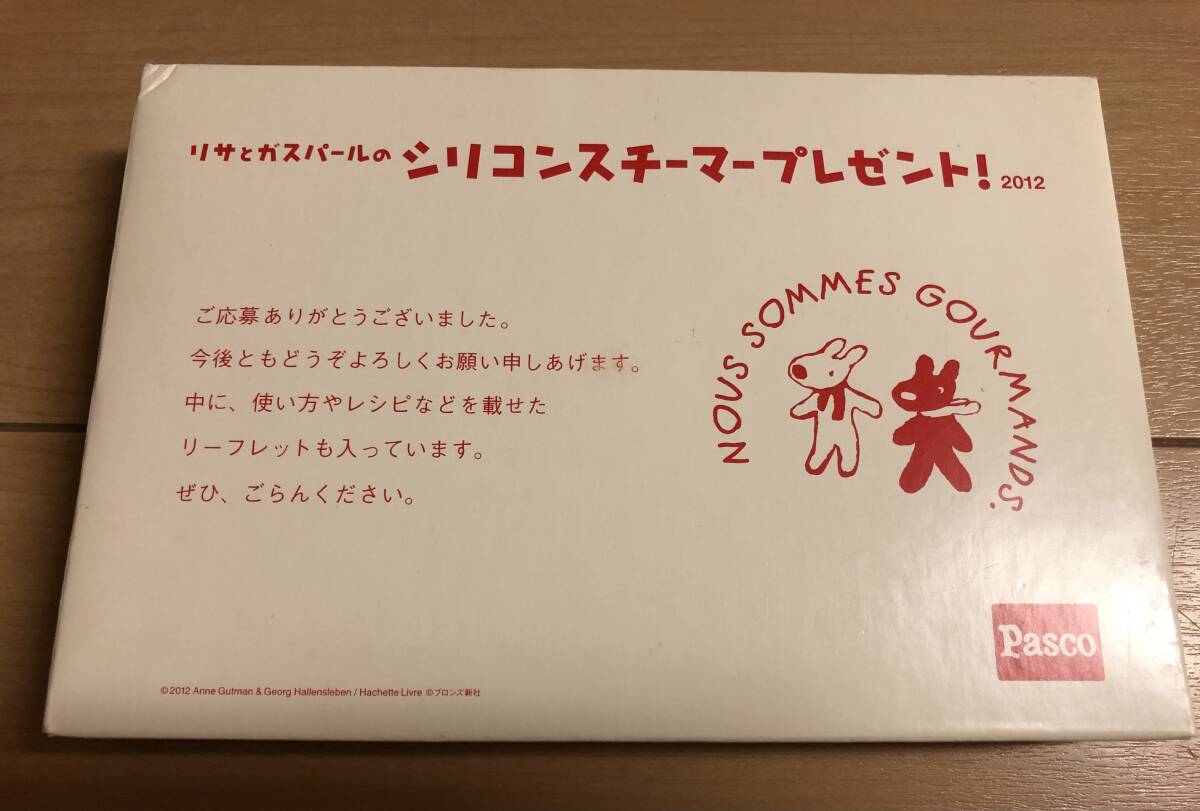 リサとガスパールの シリコンスチーマープレゼント! 2012
NOUS SOMMES GOURMANDS.
ご応募ありがとうございました。
今後ともどうぞよろしくお願い申しあげます。
中に、使い方やレシピなどを載せた
リーフレットも入っています。
ぜひ、ごらんください。
Pasco
©2012 Anne Gutman & Georg Hallensleben / Hachette Livre ©ブロンズ新社